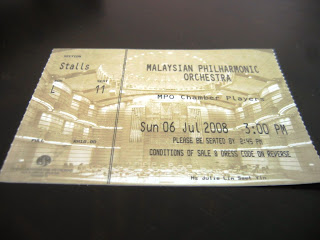 SECTION
Stalls
SEAT
L 11
MALAYSIAN PHILHARMONIC
ORCHESTRA
MPO Chamber Players
Sun 06 Jul 2008 3:00 PM
PLEASE BE SEATED BY 2:45 PM
CONDITIONS OF SALE & DRESS CODE ON REVERSE